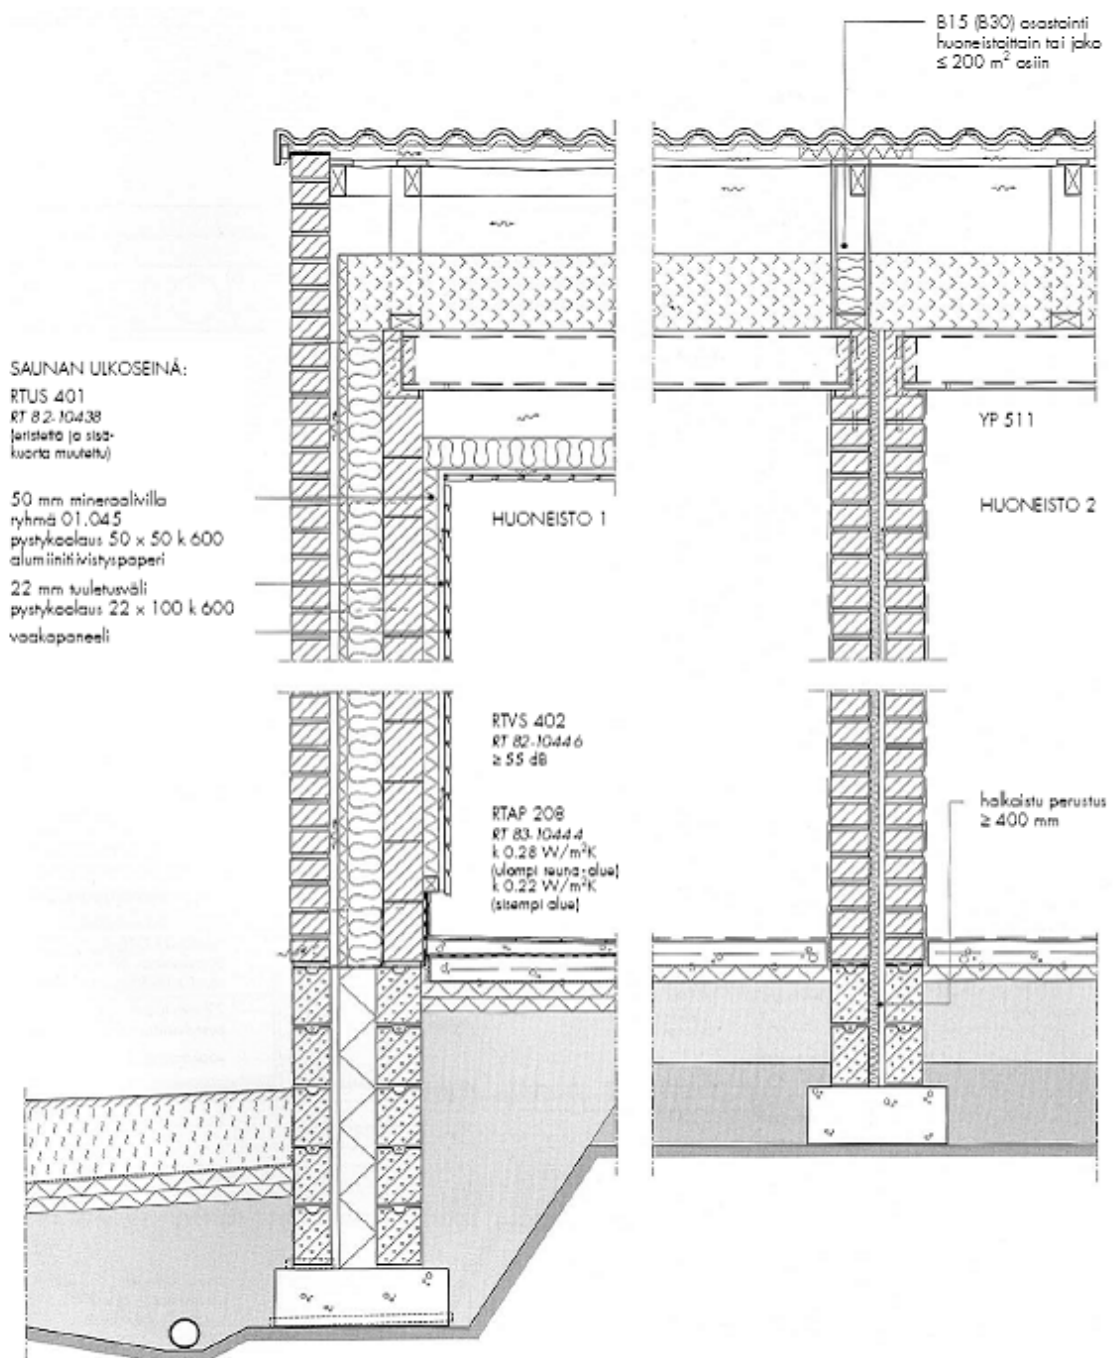 B15 (B30) osastointi
huoneistoittain tai jako
≤ 200 m² osiin
SAUNAN ULKOSEINÄ:
RTUS 401
RT 82-10438
(eristettä ja sisä-
kuorta muutettu)
50 mm mineraalivilla
ryhmä 01.045
pystykoolaus 50 x 50 k 600
alumiinitiivistyspaperi
22 mm tuuletusväli
pystykoolaus 22 x 100 k 600
vaakapaneeli
HUONEISTO 1
YP 511
HUONEISTO 2
RTVS 402
RT 82-10446
≥ 55 dB
RTAP 208
RT 83-10444
k 0.28 W/m²K
(ulompi reuna-alue)
k 0.22 W/m²K
(sisempi alue)
halkaistu perustus
≥ 400 mm